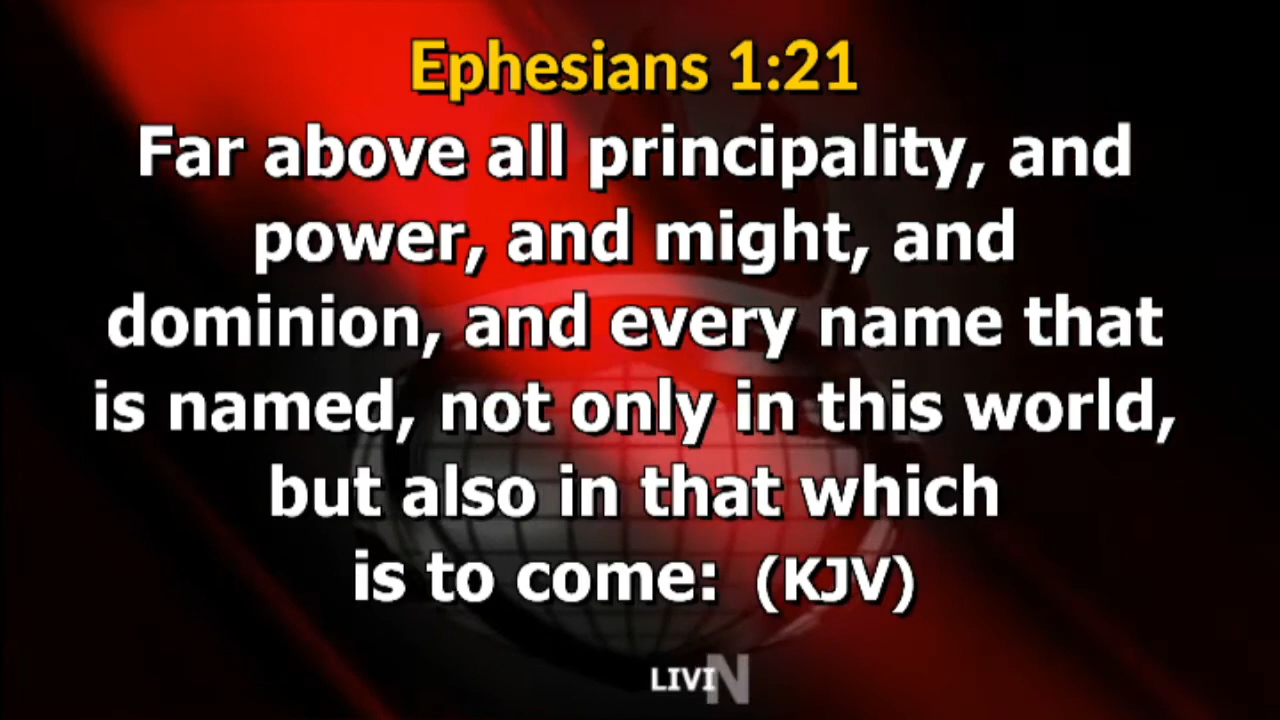 Ephesians 1:21
Far above all principality, and
power, and might, and
dominion, and every name that
is named, not only in this world,
but also in that which
is to come: (KJV)
LIVIN